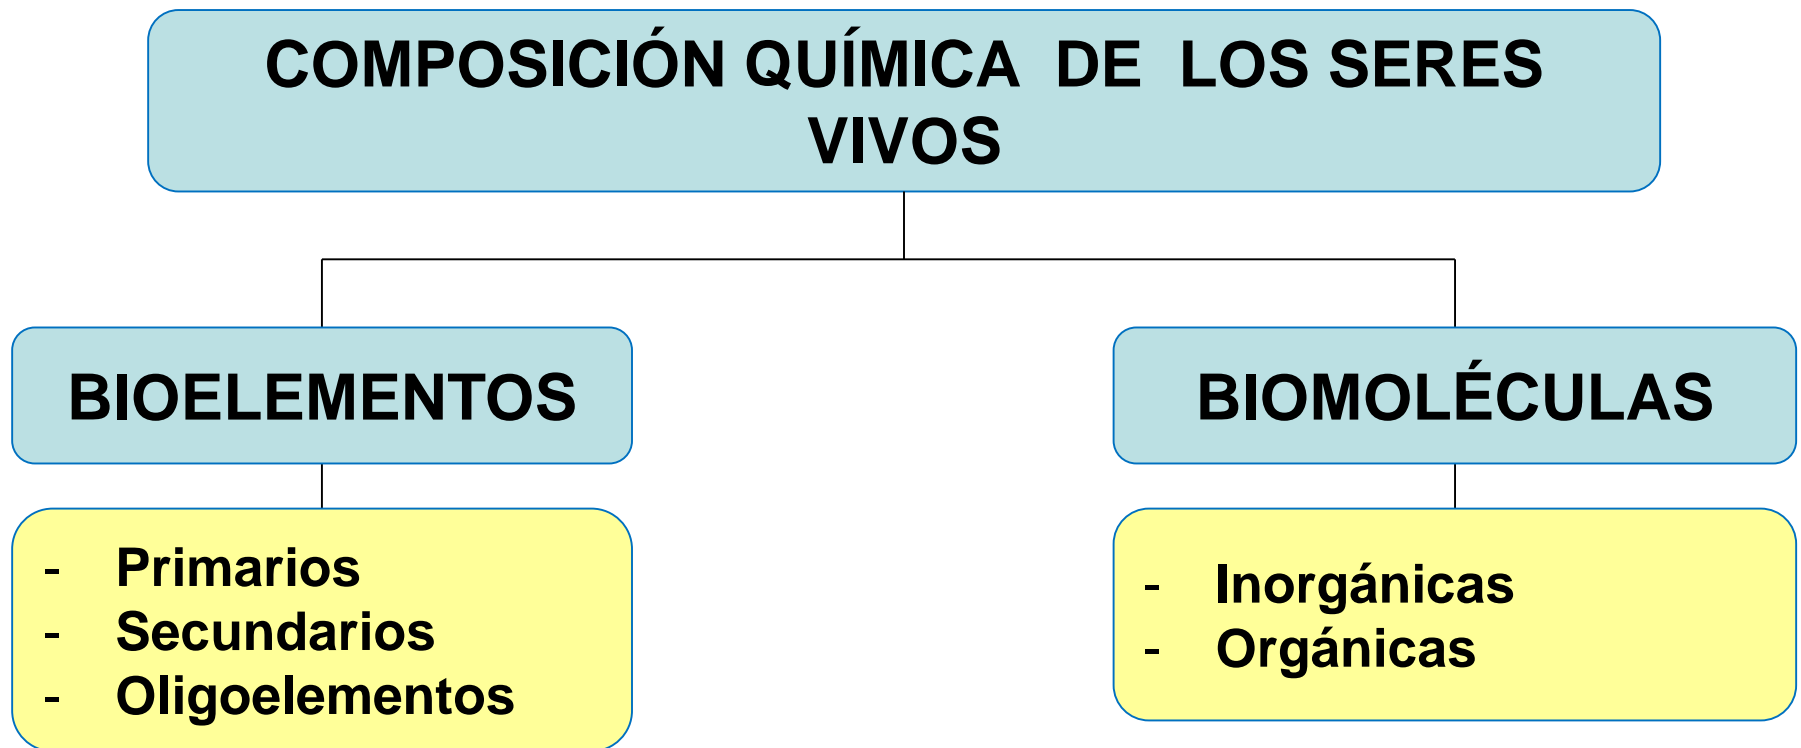 COMPOSICIÓN QUÍMICA DE LOS SERES
VIVOS
BIOELEMENTOS
BIOMOLÉCULAS
- Primarios
- Secundarios
- Oligoelementos
- Inorgánicas
- Orgánicas